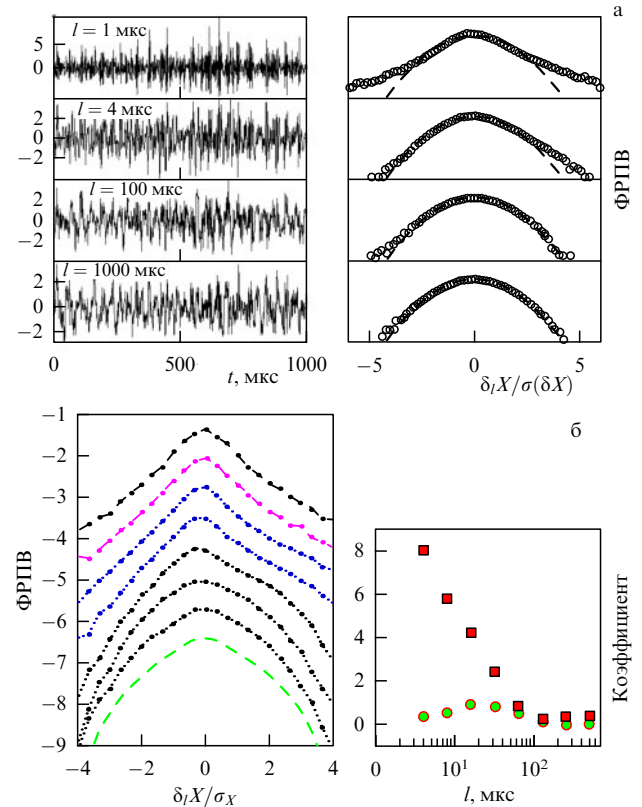 а
5
0
l = 1 мкс
2
0
−2
l = 4 мкс
2
0
−2
l = 100 мкс
2
0
−2
l = 1000 мкс
0 500 1000
t, мкс
−5 0 5
δlX/σ(δX)
ФРПВ
б
−1
−2
−3
−4
−5
−6
−7
−8
−9
ФРПВ
−4 −2 0 2 4
δlX/σX
8
6
4
2
0
0 10¹ 10²
l, мкс
Коэффициент